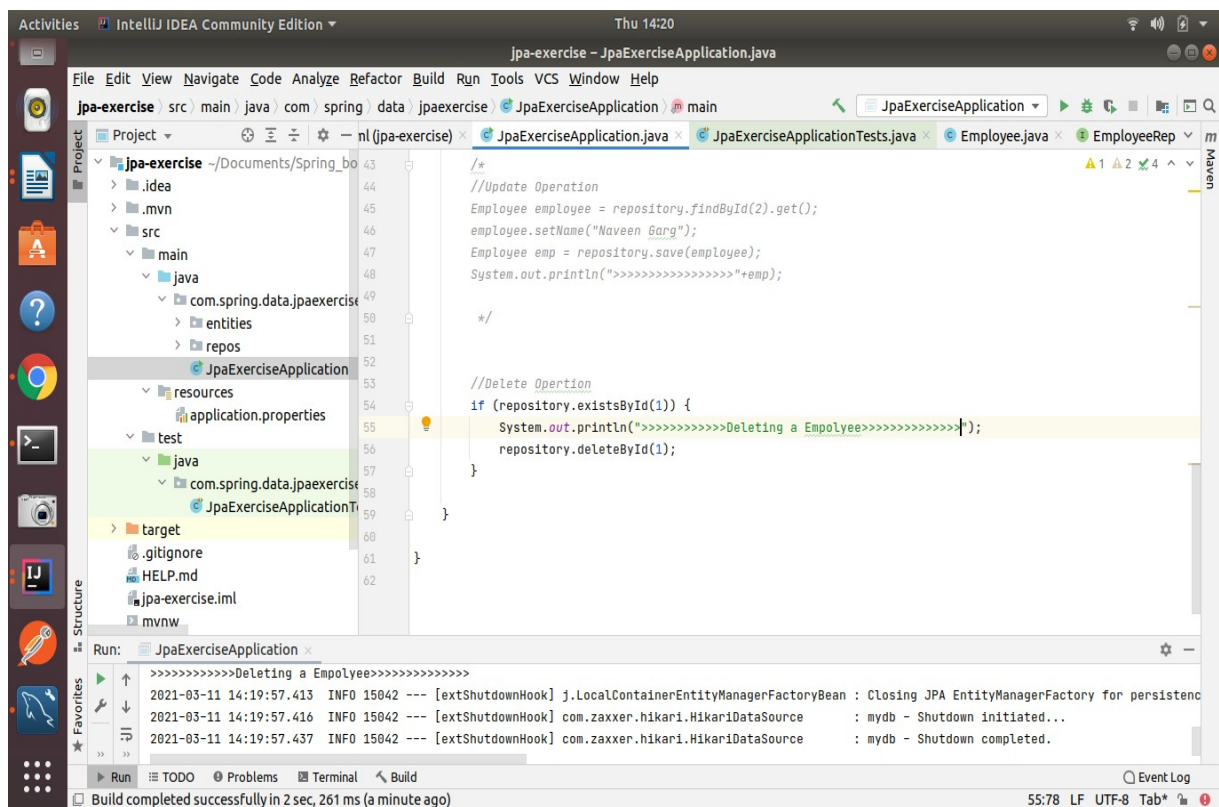 Activities IntelliJ IDEA Community Edition Thu 14:20
jpa-exercise – JpaExerciseApplication.java
File Edit View Navigate Code Analyze Refactor Build Run Tools VCS Window Help
jpa-exercise src main java com spring data jpaexercise JpaExerciseApplication main JpaExerciseApplication
Project nl (jpa-exercise) JpaExerciseApplication.java JpaExerciseApplicationTests.java Employee.java EmployeeRep
Project
Maven
Structure
Favorites
jpa-exercise ~/Documents/Spring_bo
.idea
.mvn
src
main
java
com.spring.data.jpaexercise
entities
repos
JpaExerciseApplication
resources
application.properties
test
java
com.spring.data.jpaexercise
JpaExerciseApplicationT
target
.gitignore
HELP.md
jpa-exercise.iml
mvnw
1 2 4
43 /*
44 //Update Operation
45 Employee employee = repository.findById(2).get();
46 employee.setName("Naveen Garg");
47 Employee emp = repository.save(employee);
48 System.out.println(">>>>>>>>>>>>>>>>>"+emp);
49
50 */
51
52
53 //Delete Opertion
54 if (repository.existsById(1)) {
55 System.out.println(">>>>>>>>>>>>Deleting a Empolyee>>>>>>>>>>>>>>");
56 repository.deleteById(1);
57 }
58
59 }
60
61 }
62
Run: JpaExerciseApplication
>>>>>>>>>>>>Deleting a Empolyee>>>>>>>>>>>>>>
2021-03-11 14:19:57.413 INFO 15042 --- [extShutdownHook] j.LocalContainerEntityManagerFactoryBean : Closing JPA EntityManagerFactory for persistenc
2021-03-11 14:19:57.416 INFO 15042 --- [extShutdownHook] com.zaxxer.hikari.HikariDataSource : mydb - Shutdown initiated...
2021-03-11 14:19:57.437 INFO 15042 --- [extShutdownHook] com.zaxxer.hikari.HikariDataSource : mydb - Shutdown completed.
Run TODO Problems Terminal Build Event Log
Build completed successfully in 2 sec, 261 ms (a minute ago) 55:78 LF UTF-8 Tab*